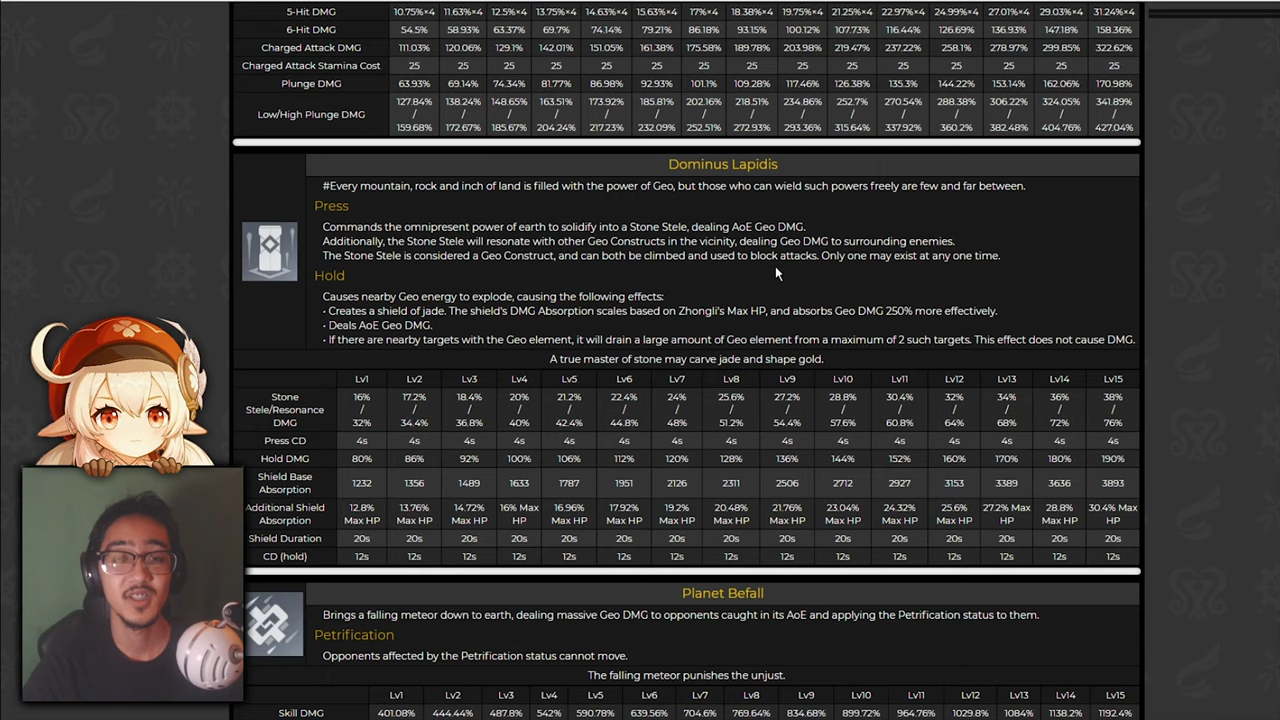 5-Hit DMG 10.75%×4 11.63%×4 12.5%×4 13.75%×4 14.63%×4 15.63%×4 17%×4 18.38%×4 19.75%×4 21.25%×4 22.97%×4 24.99%×4 27.01%×4 29.03%×4 31.24%×4
6-Hit DMG 54.5% 58.93% 63.37% 69.7% 74.14% 79.21% 86.18% 93.15% 100.12% 107.73% 116.44% 126.69% 136.93% 147.18% 158.36%
Charged Attack DMG 111.03% 120.06% 129.1% 142.01% 151.05% 161.38% 175.58% 189.78% 203.98% 219.47% 237.22% 258.1% 278.97% 299.85% 322.62%
Charged Attack Stamina Cost 25 25 25 25 25 25 25 25 25 25 25 25 25 25 25
Plunge DMG 63.93% 69.14% 74.34% 81.77% 86.98% 92.93% 101.1% 109.28% 117.46% 126.38% 135.3% 144.22% 153.14% 162.06% 170.98%
127.84% 138.24% 148.65% 163.51% 173.92% 185.81% 202.16% 218.51% 234.86% 252.7% 270.54% 288.38% 306.22% 324.05% 341.89%
Low/High Plunge DMG / / / / / / / / / / / / / / /
159.68% 172.67% 185.67% 204.24% 217.23% 232.09% 252.51% 272.93% 293.36% 315.64% 337.92% 360.2% 382.48% 404.76% 427.04%
Dominus Lapidis
#Every mountain, rock and inch of land is filled with the power of Geo, but those who can wield such powers freely are few and far between.
Press
Commands the omnipresent power of earth to solidify into a Stone Stele, dealing AoE Geo DMG.
Additionally, the Stone Stele will resonate with other Geo Constructs in the vicinity, dealing Geo DMG to surrounding enemies.
The Stone Stele is considered a Geo Construct, and can both be climbed and used to block attacks. Only one may exist at any one time.
Hold
Causes nearby Geo energy to explode, causing the following effects:
• Creates a shield of jade. The shield's DMG Absorption scales based on Zhongli's Max HP, and absorbs Geo DMG 250% more effectively.
• Deals AoE Geo DMG.
• If there are nearby targets with the Geo element, it will drain a large amount of Geo element from a maximum of 2 such targets. This effect does not cause DMG.
A true master of stone may carve jade and shape gold.
Lv1 Lv2 Lv3 Lv4 Lv5 Lv6 Lv7 Lv8 Lv9 Lv10 Lv11 Lv12 Lv13 Lv14 Lv15
Stone 16% 17.2% 18.4% 20% 21.2% 22.4% 24% 25.6% 27.2% 28.8% 30.4% 32% 34% 36% 38%
Stele/Resonance / / / / / / / / / / / / / / /
DMG 32% 34.4% 36.8% 40% 42.4% 44.8% 48% 51.2% 54.4% 57.6% 60.8% 64% 68% 72% 76%
Press CD 4s 4s 4s 4s 4s 4s 4s 4s 4s 4s 4s 4s 4s 4s 4s
Hold DMG 80% 86% 92% 100% 106% 112% 120% 128% 136% 144% 152% 160% 170% 180% 190%
Shield Base
Absorption 1232 1356 1489 1633 1787 1951 2126 2311 2506 2712 2927 3153 3389 3636 3893
Additional Shield 12.8% 13.76% 14.72% 16% Max 16.96% 17.92% 19.2% 20.48% 21.76% 23.04% 24.32% 25.6% 27.2% Max 28.8% 30.4% Max
Absorption Max HP Max HP Max HP HP Max HP Max HP Max HP Max HP Max HP Max HP Max HP Max HP HP Max HP HP
Shield Duration 20s 20s 20s 20s 20s 20s 20s 20s 20s 20s 20s 20s 20s 20s 20s
CD (hold) 12s 12s 12s 12s 12s 12s 12s 12s 12s 12s 12s 12s 12s 12s 12s
Planet Befall
Brings a falling meteor down to earth, dealing massive Geo DMG to opponents caught in its AoE and applying the Petrification status to them.
Petrification
Opponents affected by the Petrification status cannot move.
The falling meteor punishes the unjust.
Lv1 Lv2 Lv3 Lv4 Lv5 Lv6 Lv7 Lv8 Lv9 Lv10 Lv11 Lv12 Lv13 Lv14 Lv15
Skill DMG 401.08% 444.44% 487.8% 542% 590.78% 639.56% 704.6% 769.64% 834.68% 899.72% 964.76% 1029.8% 1084% 1138.2% 1192.4%